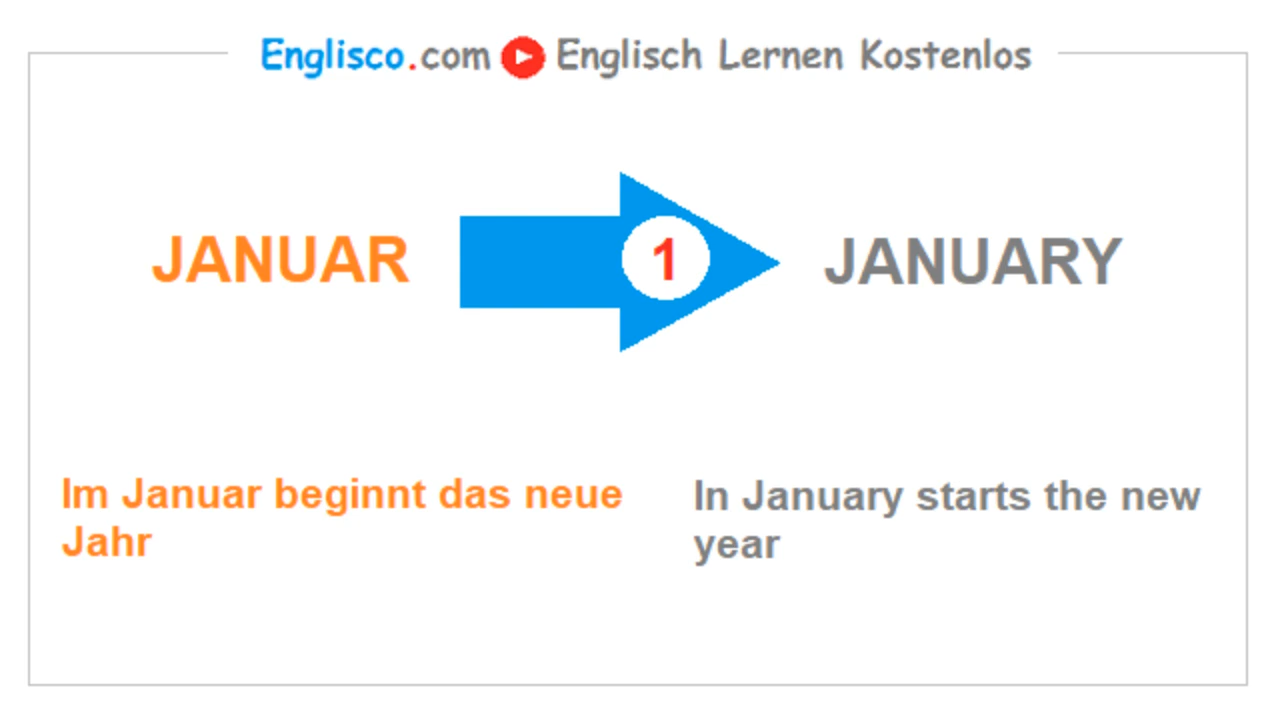 Englisco.com Englisch Lernen Kostenlos
JANUAR 1 JANUARY
Im Januar beginnt das neue
Jahr
In January starts the new
year